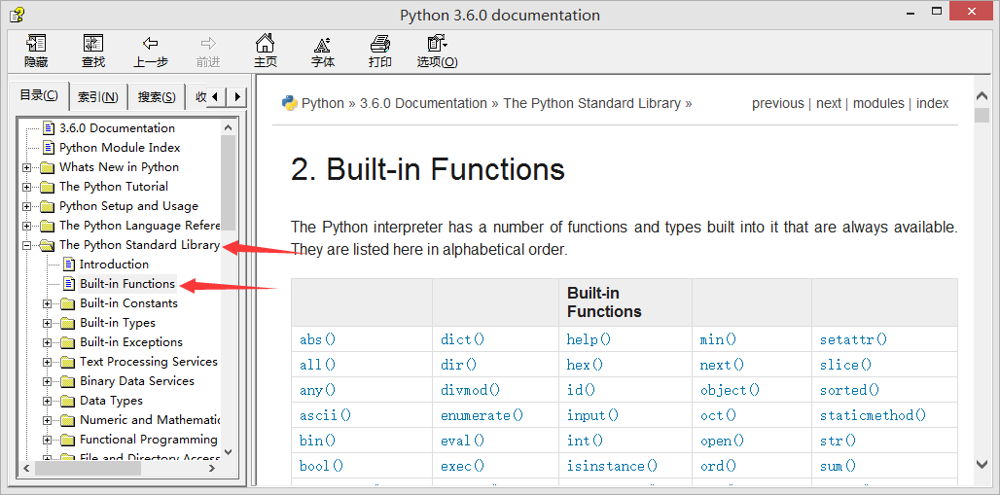 Python 3.6.0 documentation
隐藏 查找 上一步 前进 主页 字体 打印 选项(O)
目录(C) 索引(N) 搜索(S) 收
3.6.0 Documentation
Python Module Index
Whats New in Python
The Python Tutorial
Python Setup and Usage
The Python Language Refere
The Python Standard Library
Introduction
Built-in Functions
Built-in Constants
Built-in Types
Built-in Exceptions
Text Processing Services
Binary Data Services
Data Types
Numeric and Mathematic
Functional Programming
File and Directory Access
Python » 3.6.0 Documentation » The Python Standard Library » previous | next | modules | index
2. Built-in Functions
The Python interpreter has a number of functions and types built into it that are always available.
They are listed here in alphabetical order.
Built-in
Functions
abs() dict() help() min() setattr()
all() dir() hex() next() slice()
any() divmod() id() object() sorted()
ascii() enumerate() input() oct() staticmethod()
bin() eval() int() open() str()
bool() exec() isinstance() ord() sum()